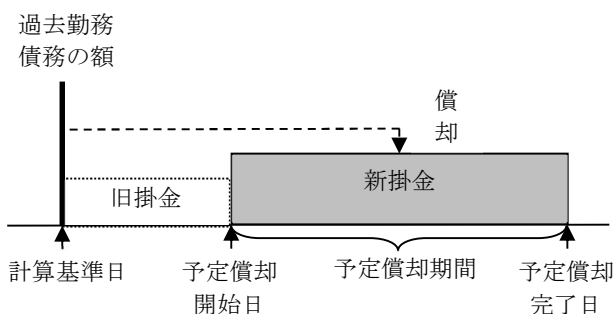 過去勤務
債務の額
償
却
旧掛金
新掛金
計算基準日
予定償却
開始日
予定償却期間
予定償却
完了日